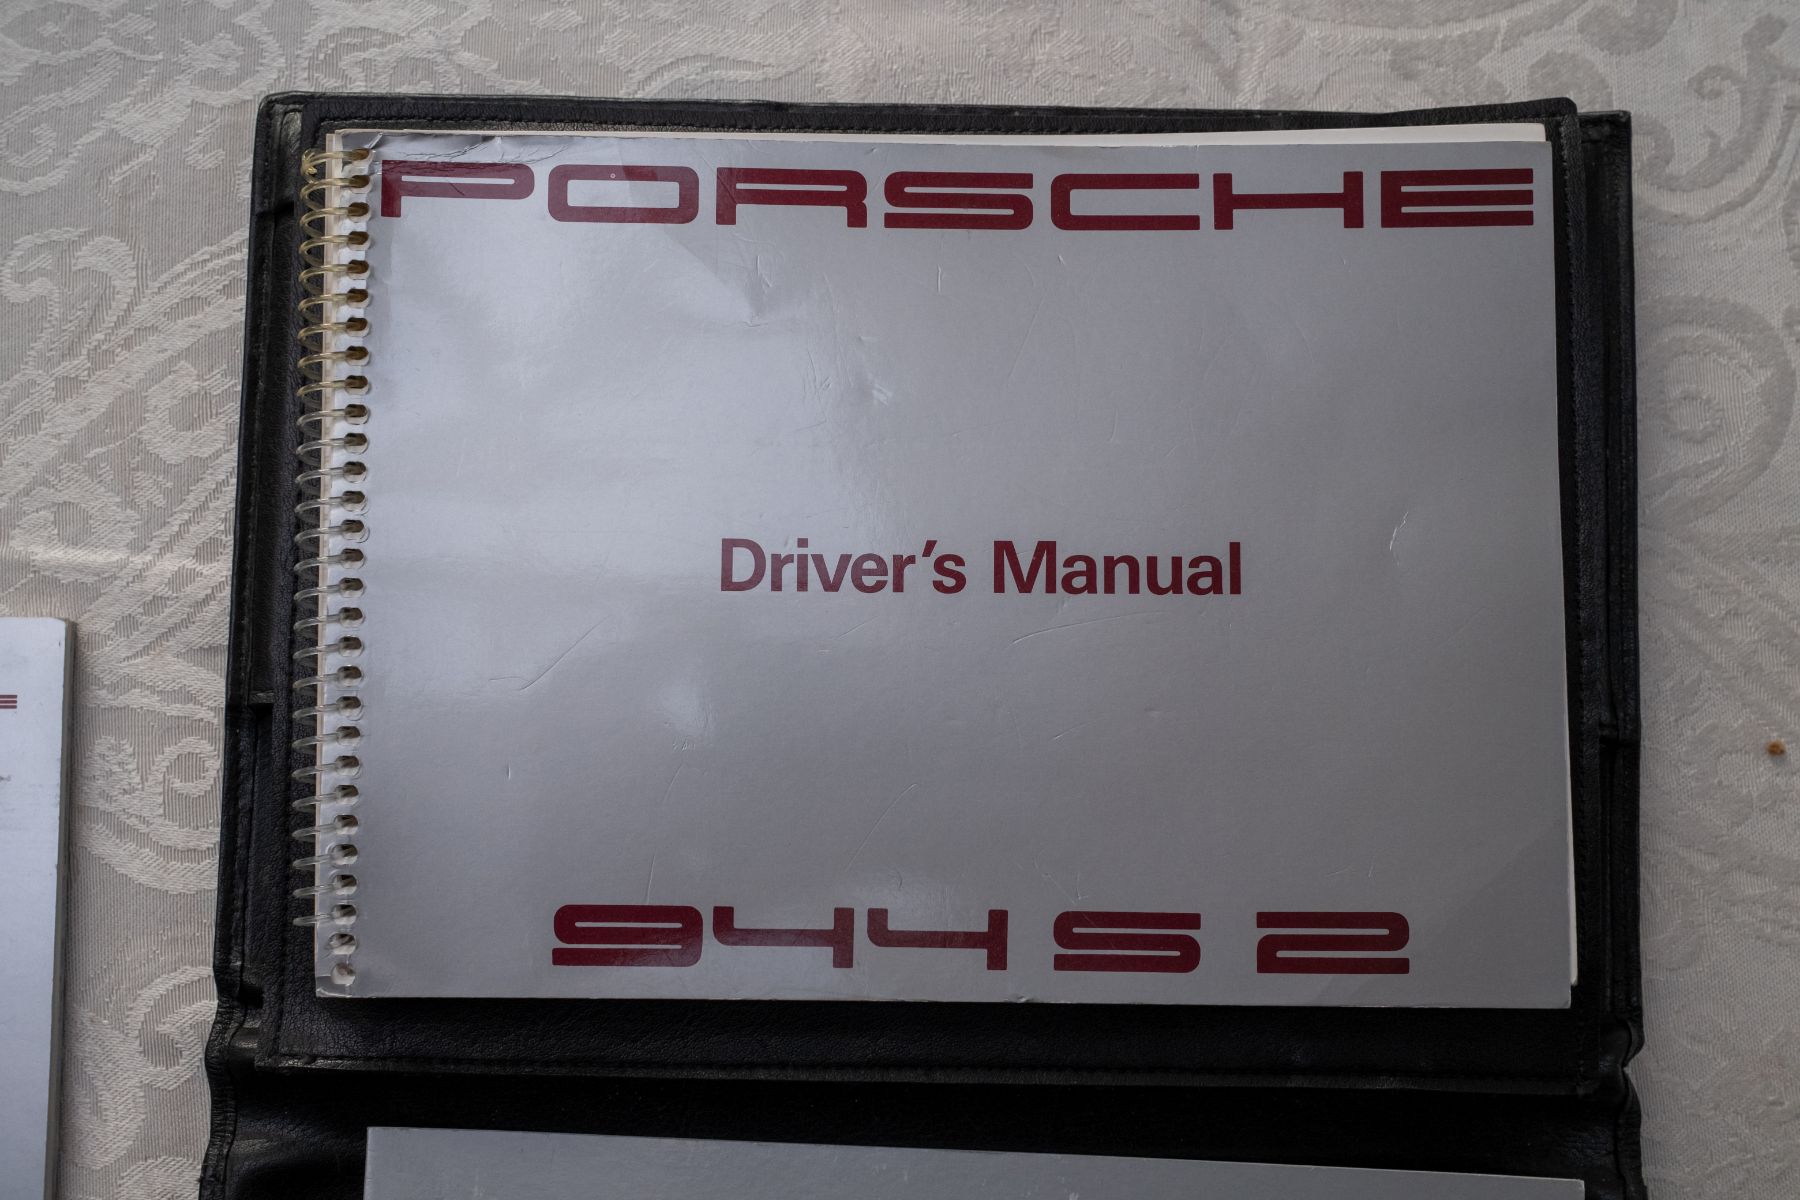 PORSCHE
Driver's Manual
944 S 2